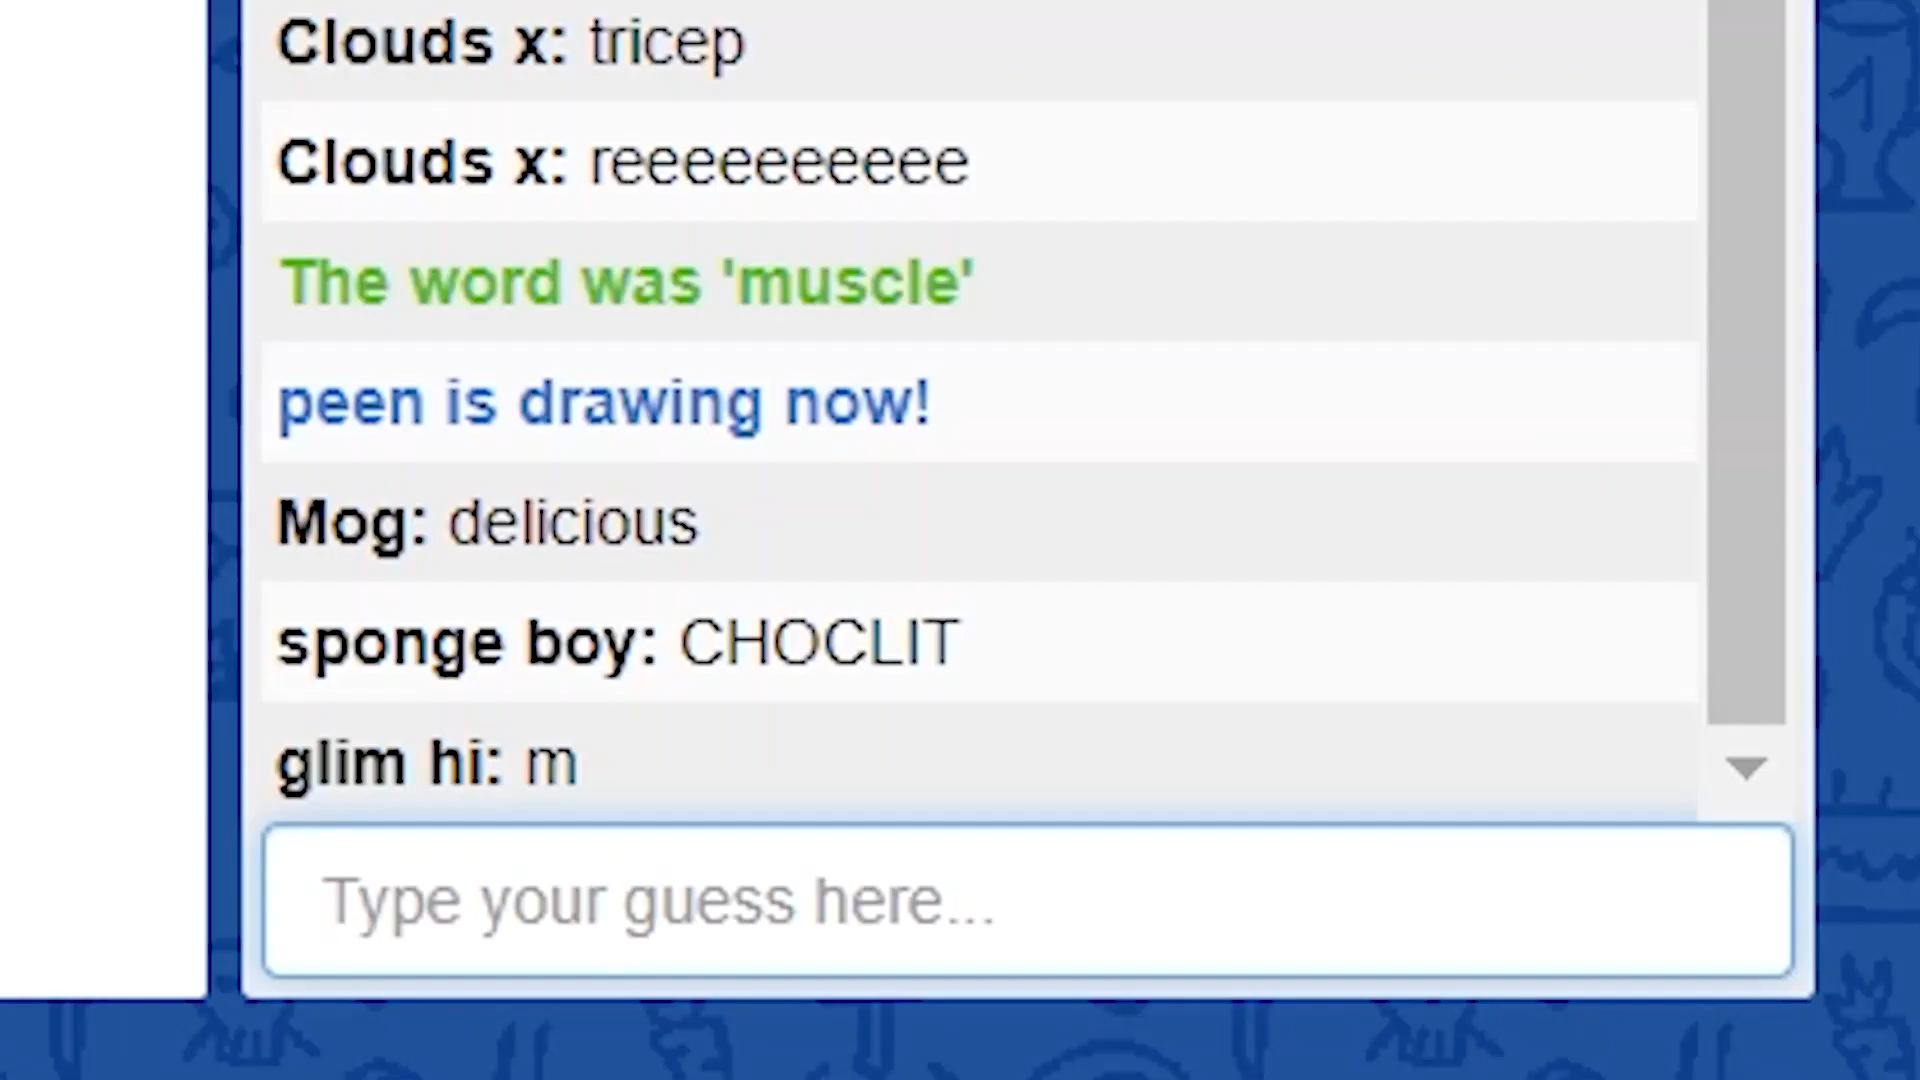 Clouds x: tricep
Clouds x: reeeeeeeeee
The word was 'muscle'
peen is drawing now!
Mog: delicious
sponge boy: CHOCLIT
glim hi: m
Type your guess here...